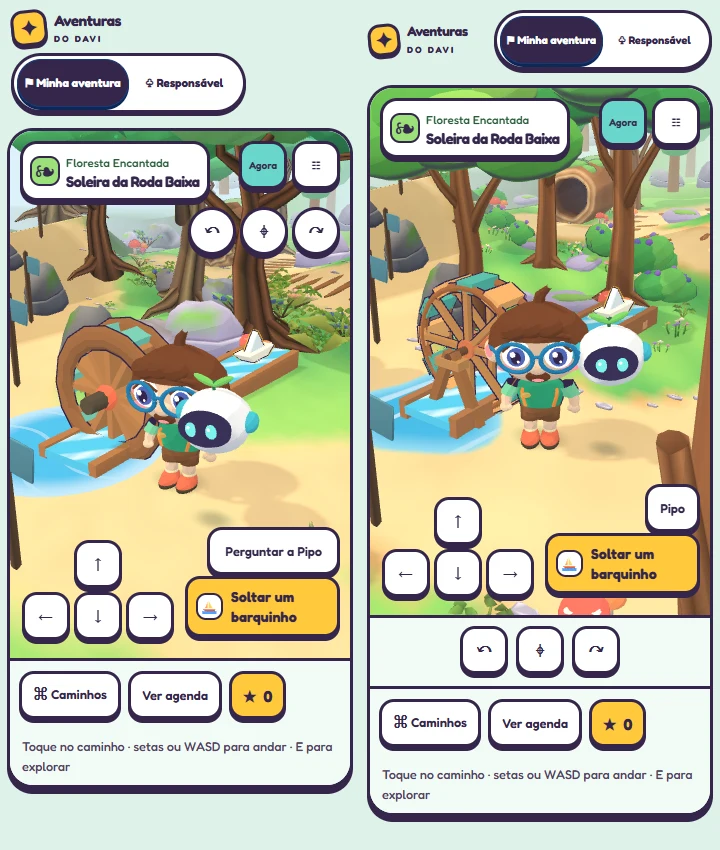 Aventuras
DO DAVI
Minha aventura
Responsável
Floresta Encantada
Soleira da Roda Baixa
Agora
Perguntar a Pipo
Soltar um
barquinho
Caminhos
Ver agenda
★ 0
Toque no caminho · setas ou WASD para andar · E para
explorar
Aventuras
DO DAVI
Minha aventura
Responsável
Floresta Encantada
Soleira da Roda Baixa
Agora
Pipo
Soltar um
barquinho
Caminhos
Ver agenda
★ 0
Toque no caminho · setas ou WASD para andar · E para
explorar